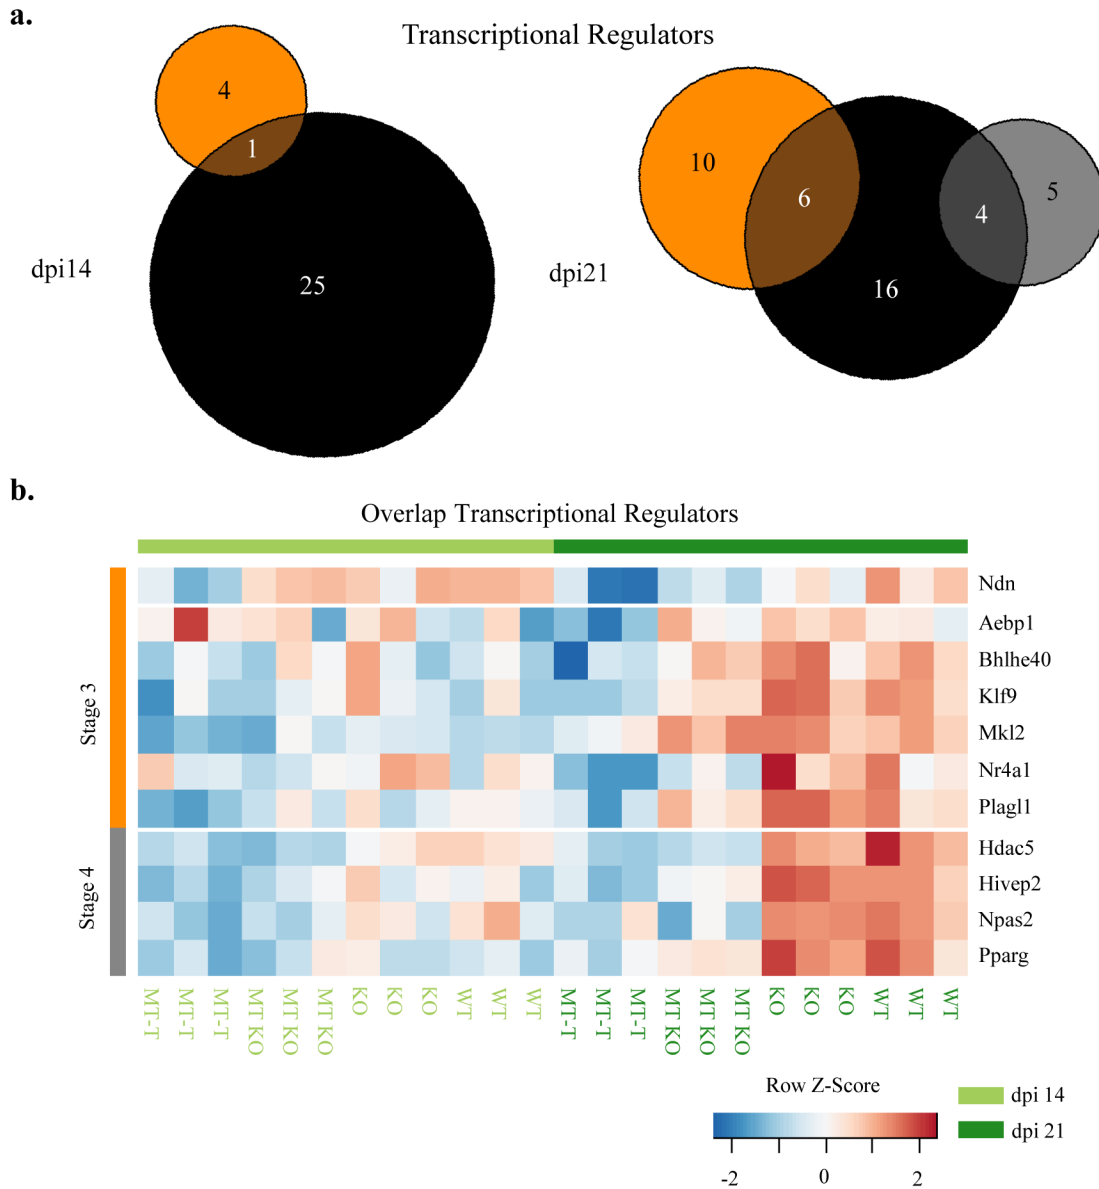 a.
Transcriptional Regulators
4
1
25
dpi14
10
6
16
4
5
dpi21
b.
Overlap Transcriptional Regulators
Stage 3
Stage 4
Ndn
Aebp1
Bhlhe40
Klf9
Mkl2
Nr4a1
Plagl1
Hdac5
Hivep2
Npas2
Pparg
MT-T
MT-T
MT-T
MT KO
MT KO
MT KO
KO
KO
KO
WT
WT
WT
MT-T
MT-T
MT-T
MT KO
MT KO
MT KO
KO
KO
KO
WT
WT
WT
Row Z-Score
-2
0
2
dpi 14
dpi 21